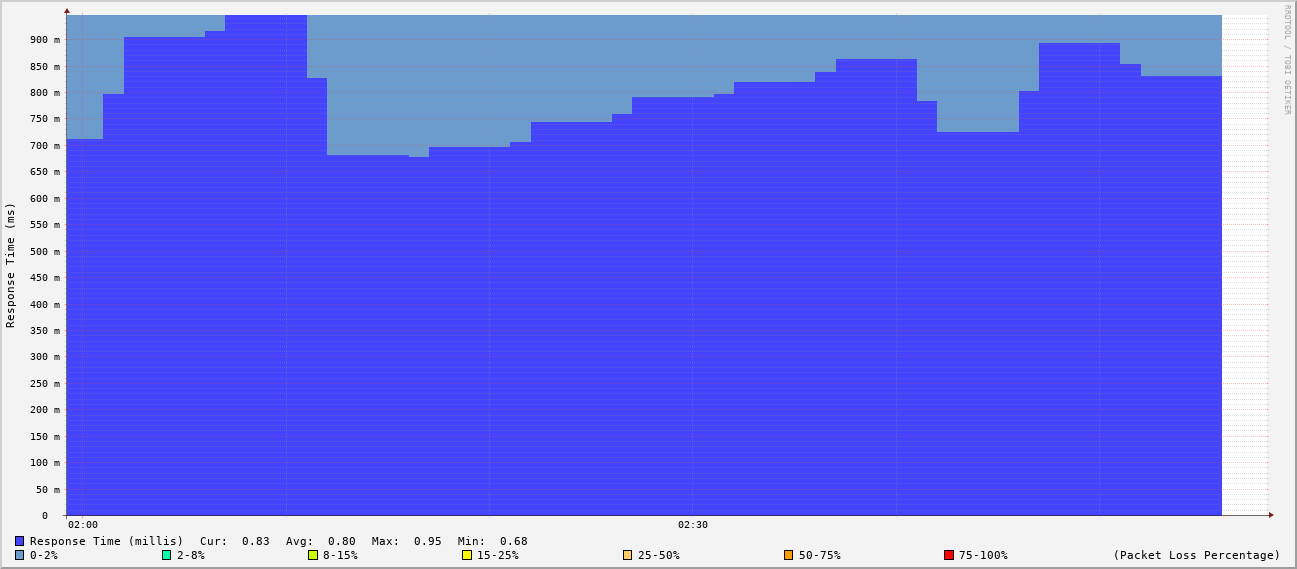 RRDTOOL / TOBI OETIKER
Response Time (ms)
900 m
850 m
800 m
750 m
700 m
650 m
600 m
550 m
500 m
450 m
400 m
350 m
300 m
250 m
200 m
150 m
100 m
50 m
0
02:00 02:30
Response Time (millis) Cur: 0.83 Avg: 0.80 Max: 0.95 Min: 0.68
0-2% 2-8% 8-15% 15-25% 25-50% 50-75% 75-100% (Packet Loss Percentage)